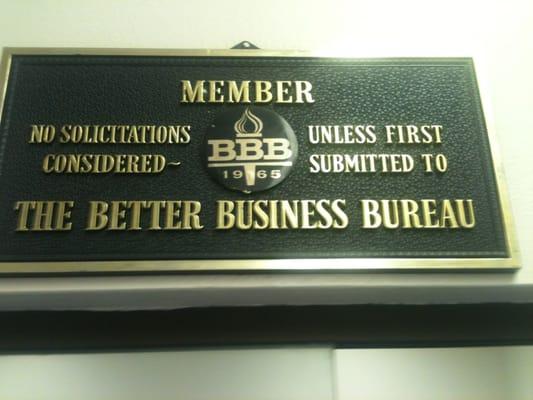 MEMBER
NO SOLICITATIONS UNLESS FIRST
CONSIDERED~ SUBMITTED TO
BBB
1965
THE BETTER BUSINESS BUREAU